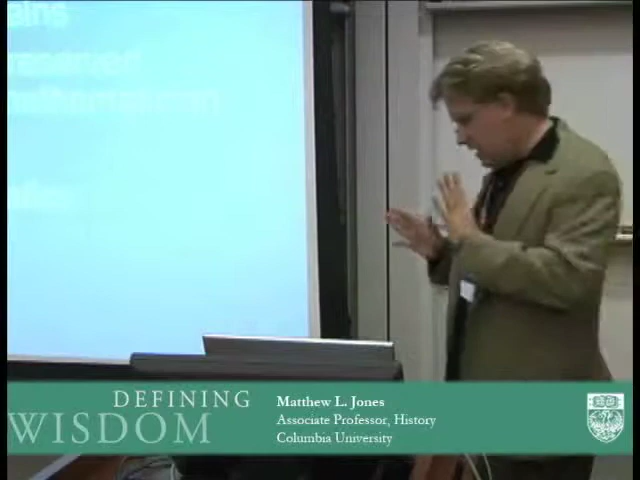 DEFINING
WISDOM
Matthew L. Jones
Associate Professor, History
Columbia University